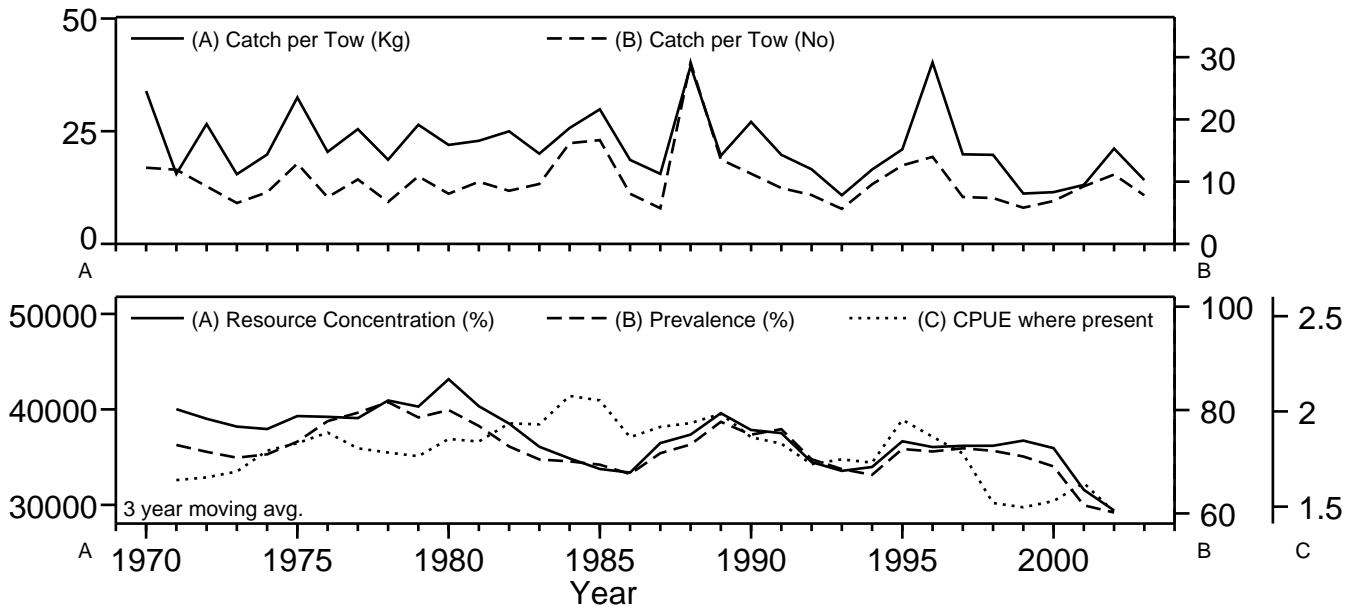 50
(A) Catch per Tow (Kg) (B) Catch per Tow (No)
30
25
20
10
0 0
A B
50000 100 2.5
(A) Resource Concentration (%) (B) Prevalence (%) (C) CPUE where present
40000 80 2
30000 3 year moving avg. 60 1.5
A 1970 1975 1980 1985 1990 1995 2000 B C
Year